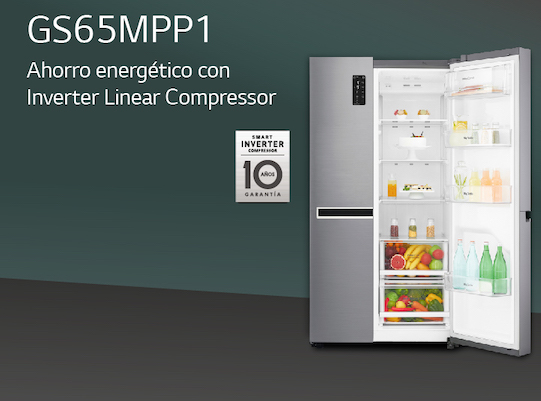 GS65MPP1
Ahorro energético con
Inverter Linear Compressor
SMART
INVERTER
COMPRESSOR
10
AÑOS
GARANTÍA